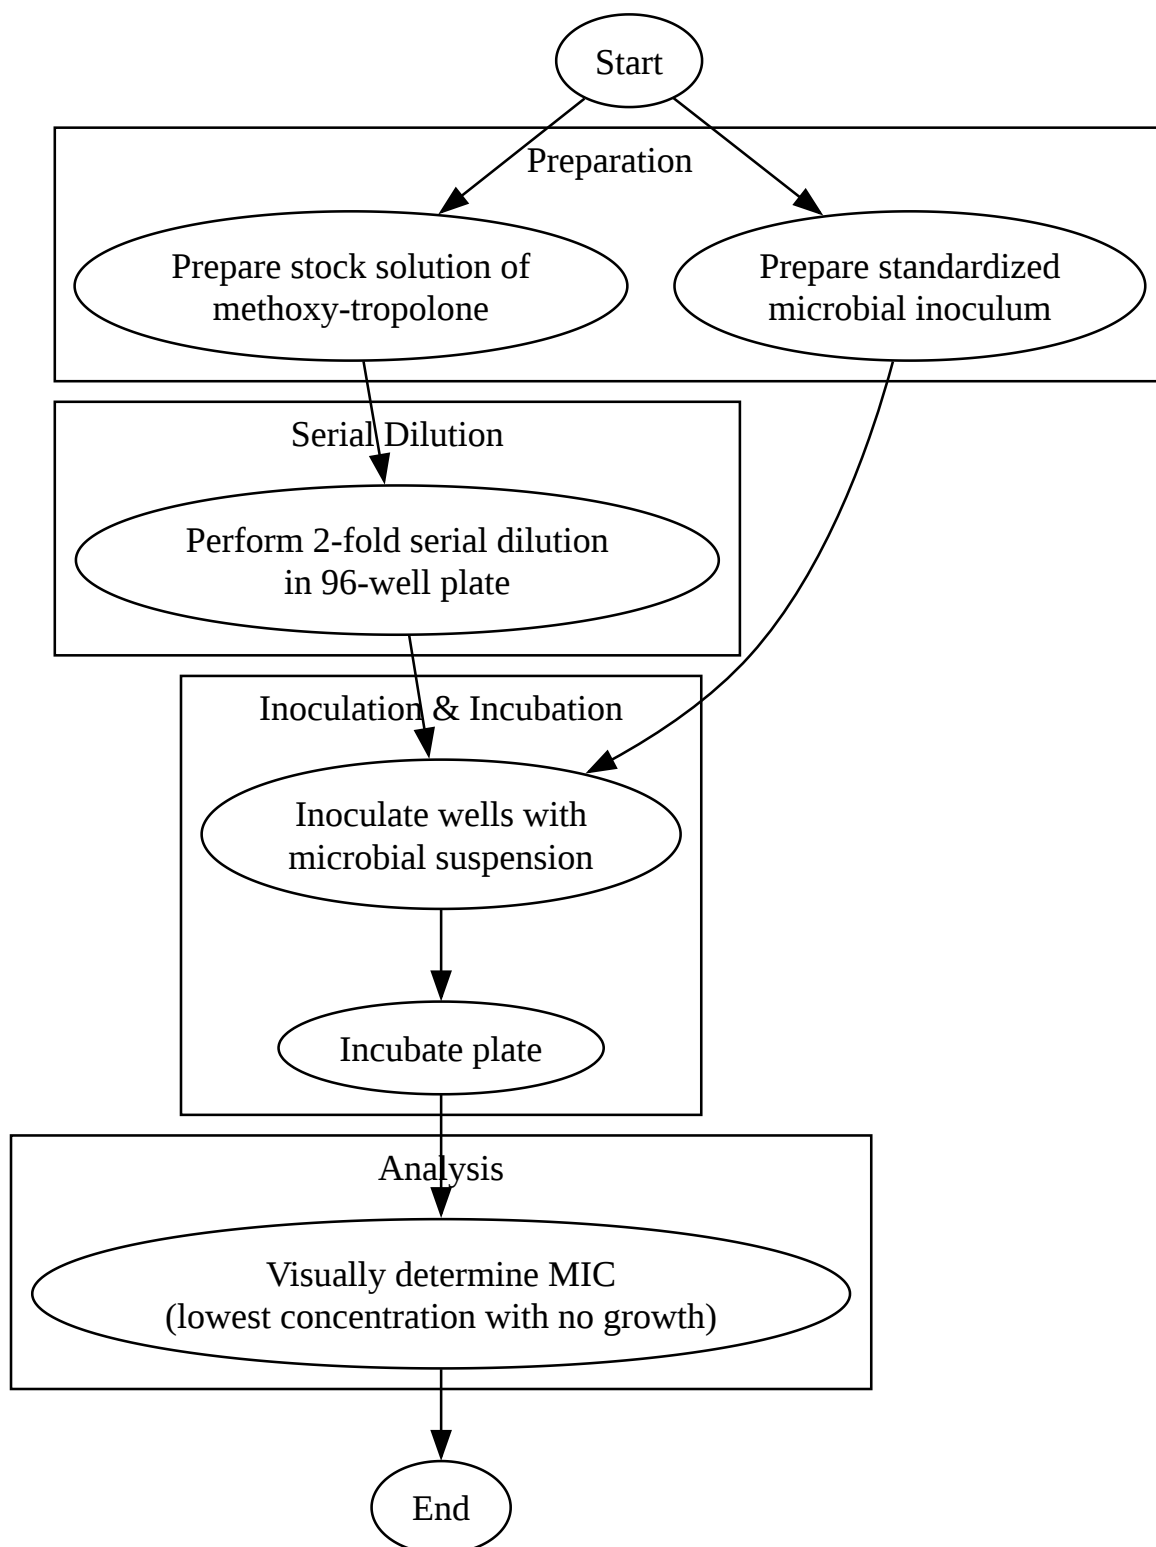 Start
Preparation
Prepare stock solution of
methoxy-tropolone
Prepare standardized
microbial inoculum
Serial Dilution
Perform 2-fold serial dilution
in 96-well plate
Inoculation & Incubation
Inoculate wells with
microbial suspension
Incubate plate
Analysis
Visually determine MIC
(lowest concentration with no growth)
End